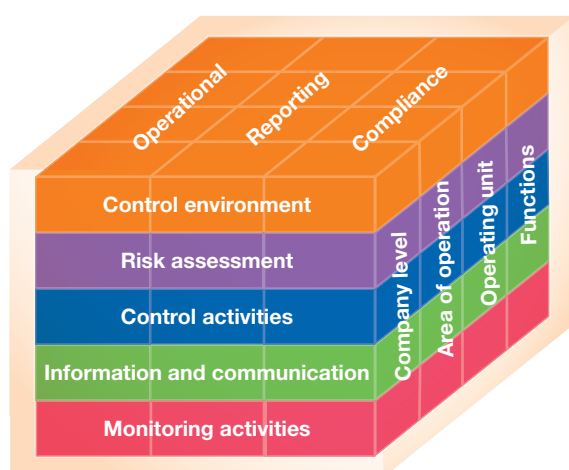 Operational
Reporting
Compliance
Control environment
Risk assessment
Control activities
Information and communication
Monitoring activities
Company level
Area of operation
Operating unit
Functions